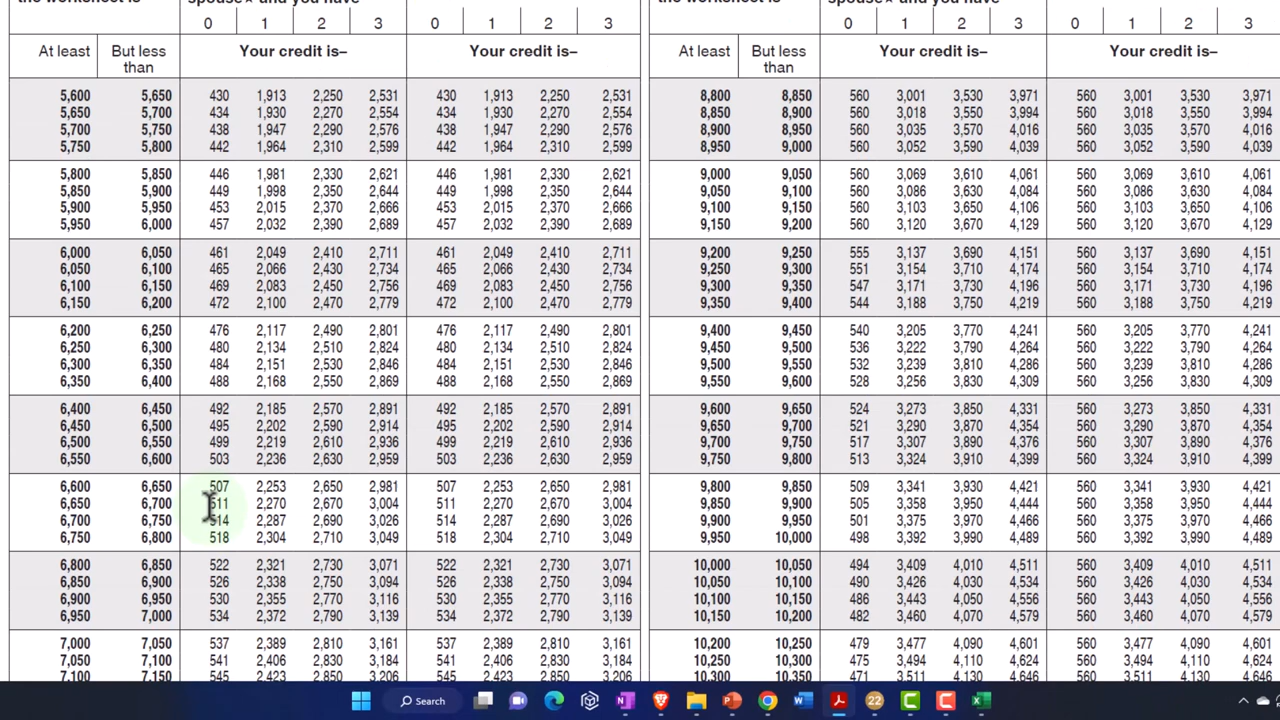 the worksheet is spouse★ and you have the worksheet is spouse★ and you have
0 1 2 3 0 1 2 3 0 1 2 3 0 1 2 3
At least But less than Your credit is– Your credit is– At least But less than Your credit is– Your credit is–
5,600 5,650 430 1,913 2,250 2,531 430 1,913 2,250 2,531 8,800 8,850 560 3,001 3,530 3,971 560 3,001 3,530 3,971
5,650 5,700 434 1,930 2,270 2,554 434 1,930 2,270 2,554 8,850 8,900 560 3,018 3,550 3,994 560 3,018 3,550 3,994
5,700 5,750 438 1,947 2,290 2,576 438 1,947 2,290 2,576 8,900 8,950 560 3,035 3,570 4,016 560 3,035 3,570 4,016
5,750 5,800 442 1,964 2,310 2,599 442 1,964 2,310 2,599 8,950 9,000 560 3,052 3,590 4,039 560 3,052 3,590 4,039
5,800 5,850 446 1,981 2,330 2,621 446 1,981 2,330 2,621 9,000 9,050 560 3,069 3,610 4,061 560 3,069 3,610 4,061
5,850 5,900 449 1,998 2,350 2,644 449 1,998 2,350 2,644 9,050 9,100 560 3,086 3,630 4,084 560 3,086 3,630 4,084
5,900 5,950 453 2,015 2,370 2,666 453 2,015 2,370 2,666 9,100 9,150 560 3,103 3,650 4,106 560 3,103 3,650 4,106
5,950 6,000 457 2,032 2,390 2,689 457 2,032 2,390 2,689 9,150 9,200 560 3,120 3,670 4,129 560 3,120 3,670 4,129
6,000 6,050 461 2,049 2,410 2,711 461 2,049 2,410 2,711 9,200 9,250 555 3,137 3,690 4,151 560 3,137 3,690 4,151
6,050 6,100 465 2,066 2,430 2,734 465 2,066 2,430 2,734 9,250 9,300 551 3,154 3,710 4,174 560 3,154 3,710 4,174
6,100 6,150 469 2,083 2,450 2,756 469 2,083 2,450 2,756 9,300 9,350 547 3,171 3,730 4,196 560 3,171 3,730 4,196
6,150 6,200 472 2,100 2,470 2,779 472 2,100 2,470 2,779 9,350 9,400 544 3,188 3,750 4,219 560 3,188 3,750 4,219
6,200 6,250 476 2,117 2,490 2,801 476 2,117 2,490 2,801 9,400 9,450 540 3,205 3,770 4,241 560 3,205 3,770 4,241
6,250 6,300 480 2,134 2,510 2,824 480 2,134 2,510 2,824 9,450 9,500 536 3,222 3,790 4,264 560 3,222 3,790 4,264
6,300 6,350 484 2,151 2,530 2,846 484 2,151 2,530 2,846 9,500 9,550 532 3,239 3,810 4,286 560 3,239 3,810 4,286
6,350 6,400 488 2,168 2,550 2,869 488 2,168 2,550 2,869 9,550 9,600 528 3,256 3,830 4,309 560 3,256 3,830 4,309
6,400 6,450 492 2,185 2,570 2,891 492 2,185 2,570 2,891 9,600 9,650 524 3,273 3,850 4,331 560 3,273 3,850 4,331
6,450 6,500 495 2,202 2,590 2,914 495 2,202 2,590 2,914 9,650 9,700 521 3,290 3,870 4,354 560 3,290 3,870 4,354
6,500 6,550 499 2,219 2,610 2,936 499 2,219 2,610 2,936 9,700 9,750 517 3,307 3,890 4,376 560 3,307 3,890 4,376
6,550 6,600 503 2,236 2,630 2,959 503 2,236 2,630 2,959 9,750 9,800 513 3,324 3,910 4,399 560 3,324 3,910 4,399
6,600 6,650 507 2,253 2,650 2,981 507 2,253 2,650 2,981 9,800 9,850 509 3,341 3,930 4,421 560 3,341 3,930 4,421
6,650 6,700 511 2,270 2,670 3,004 511 2,270 2,670 3,004 9,850 9,900 505 3,358 3,950 4,444 560 3,358 3,950 4,444
6,700 6,750 514 2,287 2,690 3,026 514 2,287 2,690 3,026 9,900 9,950 501 3,375 3,970 4,466 560 3,375 3,970 4,466
6,750 6,800 518 2,304 2,710 3,049 518 2,304 2,710 3,049 9,950 10,000 498 3,392 3,990 4,489 560 3,392 3,990 4,489
6,800 6,850 522 2,321 2,730 3,071 522 2,321 2,730 3,071 10,000 10,050 494 3,409 4,010 4,511 560 3,409 4,010 4,511
6,850 6,900 526 2,338 2,750 3,094 526 2,338 2,750 3,094 10,050 10,100 490 3,426 4,030 4,534 560 3,426 4,030 4,534
6,900 6,950 530 2,355 2,770 3,116 530 2,355 2,770 3,116 10,100 10,150 486 3,443 4,050 4,556 560 3,443 4,050 4,556
6,950 7,000 534 2,372 2,790 3,139 534 2,372 2,790 3,139 10,150 10,200 482 3,460 4,070 4,579 560 3,460 4,070 4,579
7,000 7,050 537 2,389 2,810 3,161 537 2,389 2,810 3,161 10,200 10,250 479 3,477 4,090 4,601 560 3,477 4,090 4,601
7,050 7,100 541 2,406 2,830 3,184 541 2,406 2,830 3,184 10,250 10,300 475 3,494 4,110 4,624 560 3,494 4,110 4,624
7,100 7,150 545 2,423 2,850 3,206 545 2,423 2,850 3,206 10,300 10,350 471 3,511 4,130 4,646 560 3,511 4,130 4,646
Search 22